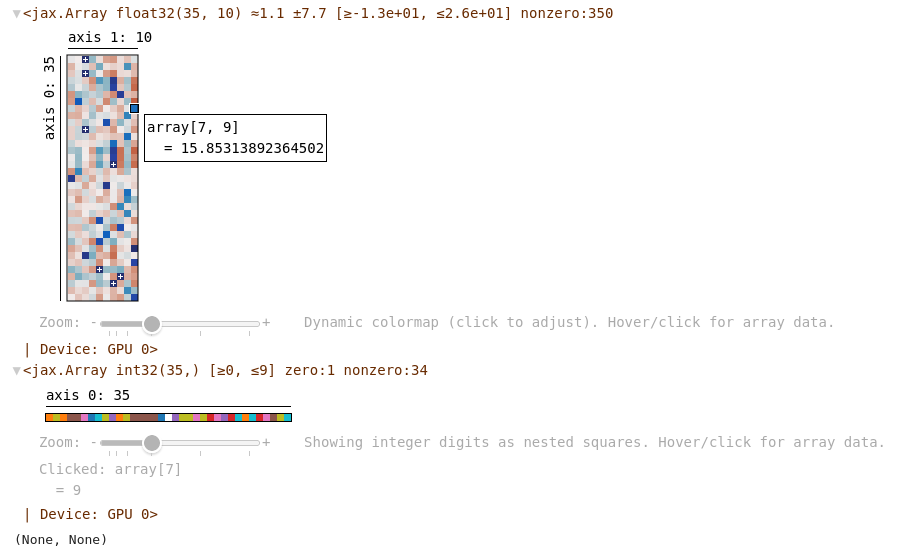 ▼<jax.Array float32(35, 10) ≈1.1 ±7.7 [≥-1.3e+01, ≤2.6e+01] nonzero:350
axis 1: 10
axis 0: 35
array[7, 9]
= 15.85313892364502
Zoom: - + Dynamic colormap (click to adjust). Hover/click for array data.
| Device: GPU 0>
▼<jax.Array int32(35,) [≥0, ≤9] zero:1 nonzero:34
axis 0: 35
Zoom: - + Showing integer digits as nested squares. Hover/click for array data.
Clicked: array[7]
= 9
| Device: GPU 0>
(None, None)